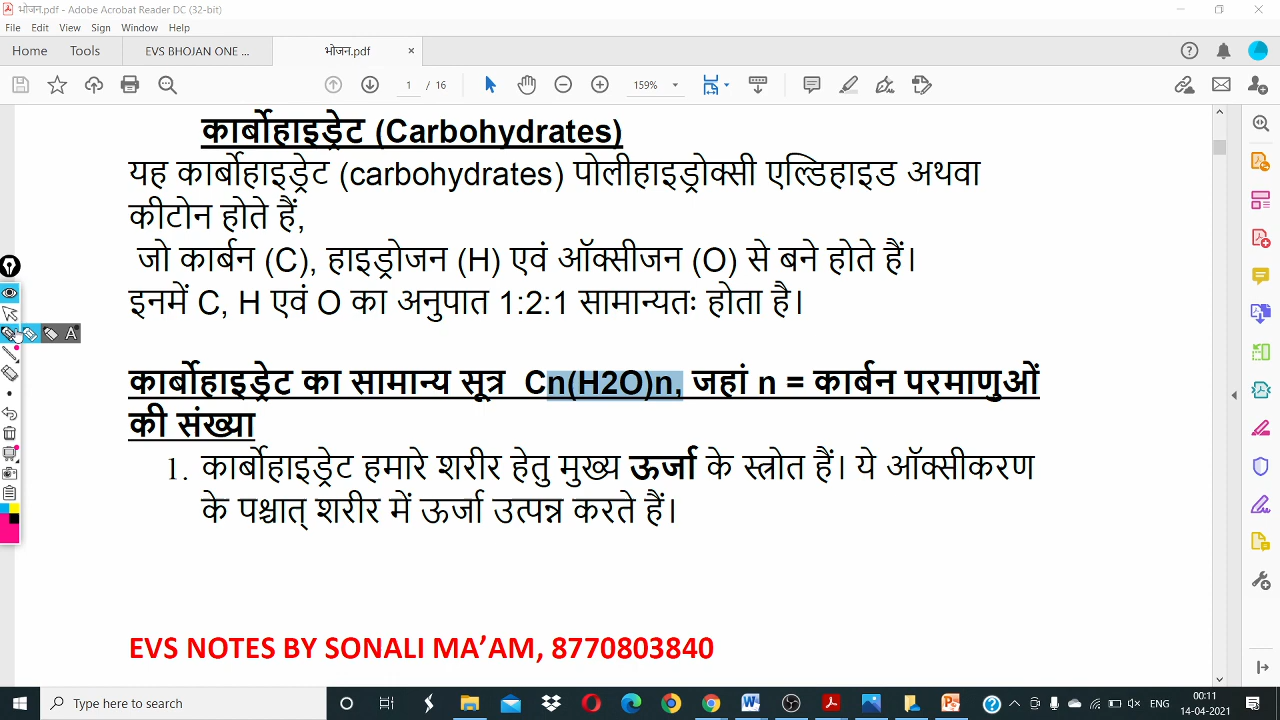 भोजन.pdf - Adobe Acrobat Reader DC (32-bit)
File Edit View Sign Window Help
Home Tools EVS BHOJAN ONE ... भोजन.pdf ×
1 / 16 159%
कार्बोहाइड्रेट (Carbohydrates)
यह कार्बोहाइड्रेट (carbohydrates) पोलीहाइड्रोक्सी एल्डिहाइड अथवा
कीटोन होते हैं,
जो कार्बन (C), हाइड्रोजन (H) एवं ऑक्सीजन (O) से बने होते हैं।
इनमें C, H एवं O का अनुपात 1:2:1 सामान्यतः होता है।
कार्बोहाइड्रेट का सामान्य सूत्र Cn(H2O)n, जहां n = कार्बन परमाणुओं
की संख्या
1. कार्बोहाइड्रेट हमारे शरीर हेतु मुख्य ऊर्जा के स्त्रोत हैं। ये ऑक्सीकरण
के पश्चात् शरीर में ऊर्जा उत्पन्न करते हैं।
EVS NOTES BY SONALI MA’AM, 8770803840
Type here to search
ENG
00:11
14-04-2021